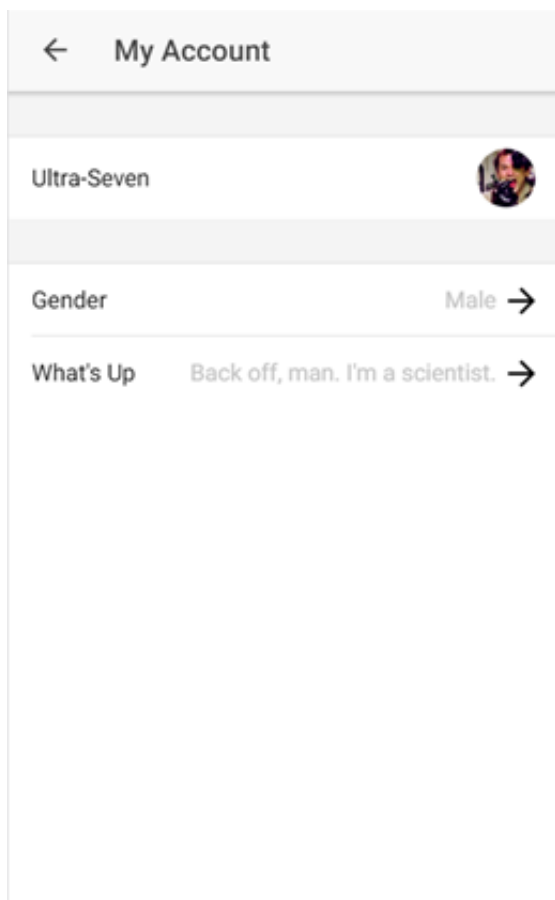 My Account
Ultra-Seven
Gender Male
What's Up Back off, man. I'm a scientist.